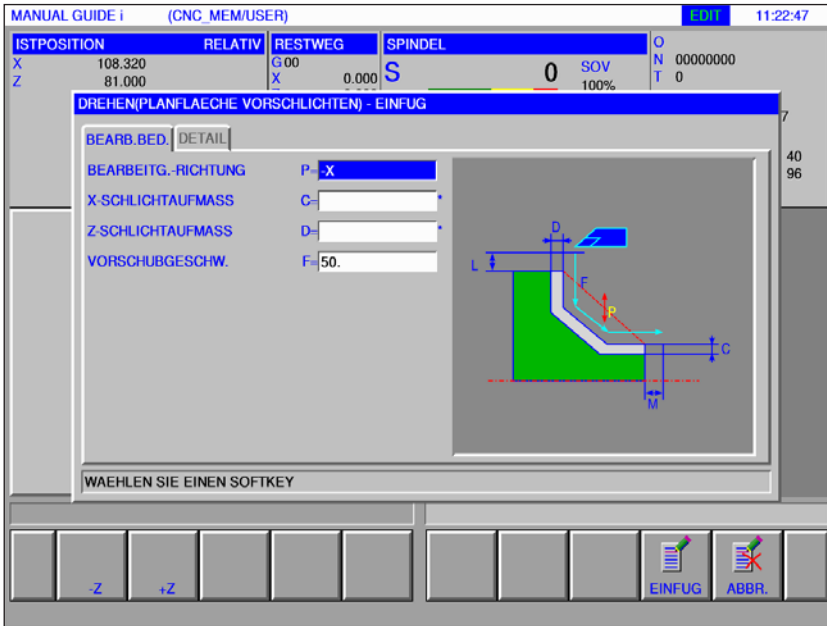 MANUAL GUIDE i (CNC_MEM/USER) EDIT 11:22:47
ISTPOSITION RELATIV RESTWEG SPINDEL O
X 108.320 G 00 S 0 SOV N 00000000
Z 81.000 X 0.000 100% T 0
DREHEN(PLANFLAECHE VORSCHLICHTEN) - EINFUG
7
BEARB.BED. DETAIL
40
96
BEARBEITG.-RICHTUNG P= -X
X-SCHLICHTAUFMASS C= *
Z-SCHLICHTAUFMASS D= *
VORSCHUBGESCHW. F= 50.
D
L
F
P
C
M
WAEHLEN SIE EINEN SOFTKEY
-Z +Z EINFUG ABBR.